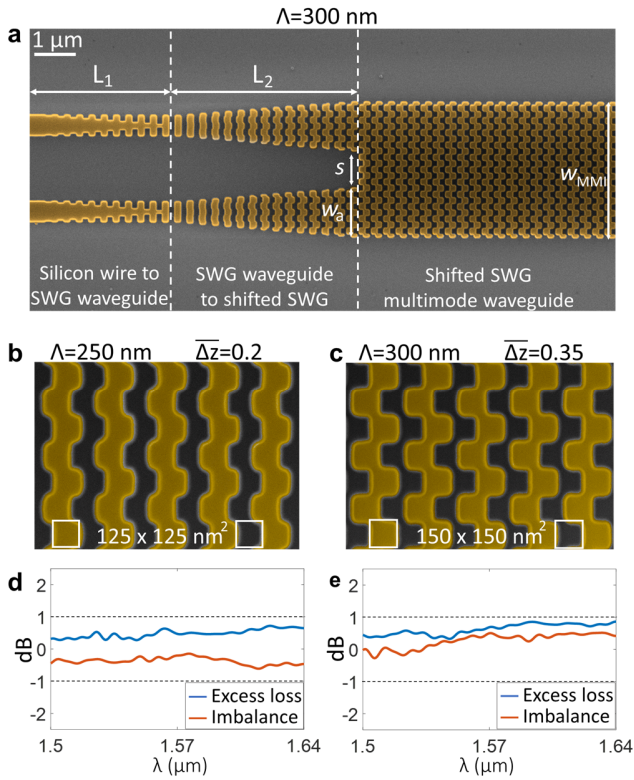 Λ=300 nm
a
1 μm
L1
L2
s
wa
wMMI
Silicon wire to
SWG waveguide
SWG waveguide
to shifted SWG
Shifted SWG
multimode waveguide
b Λ=250 nm Δz=0.2
125 x 125 nm²
c Λ=300 nm Δz=0.35
150 x 150 nm²
d
dB
2
1
0
-1
-2
Excess loss
Imbalance
1.5 1.57 1.64
λ (μm)
e
dB
2
1
0
-1
-2
Excess loss
Imbalance
1.5 1.57 1.64
λ (μm)